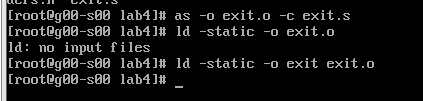 [root@g00-s00 lab4]# as -o exit.o -c exit.s
[root@g00-s00 lab4]# ld -static -o exit.o
ld: no input files
[root@g00-s00 lab4]# ld -static -o exit exit.o
[root@g00-s00 lab4]# _